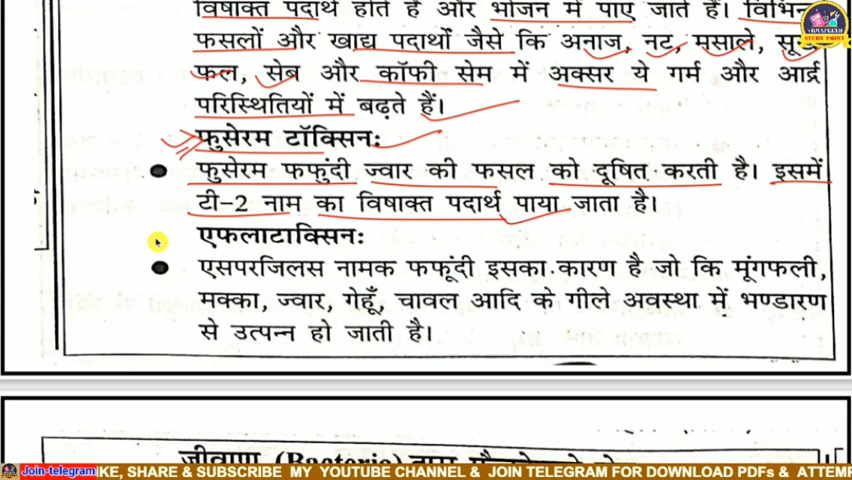 विषाक्त पदार्थ होते हैं और भोजन में पाए जाते हैं।
फसलों और खाद्य पदार्थों जैसे कि अनाज, नट, मसाले,
फल, सेब और कॉफी सेम में अक्सर ये गर्म और आर्द्र
परिस्थितियों में बढ़ते हैं।
फुसेरम टॉक्सिन:
फुसेरम फफुंदी ज्वार की फसल को दूषित करती है। इसमें
टी-2 नाम का विषाक्त पदार्थ पाया जाता है।
एफलाटाक्सिन:
एसपरजिलस नामक फफूंदी इसका कारण है जो कि मूंगफली,
मक्का, ज्वार, गेहूँ, चावल आदि के गीले अवस्था में भण्डारण
से उत्पन्न हो जाती है।
जीवाणु (Bacteria)
Join-telegram IKE, SHARE & SUBSCRIBE MY YOUTUBE CHANNEL & JOIN TELEGRAM FOR DOWNLOAD PDFs & ATTEMP